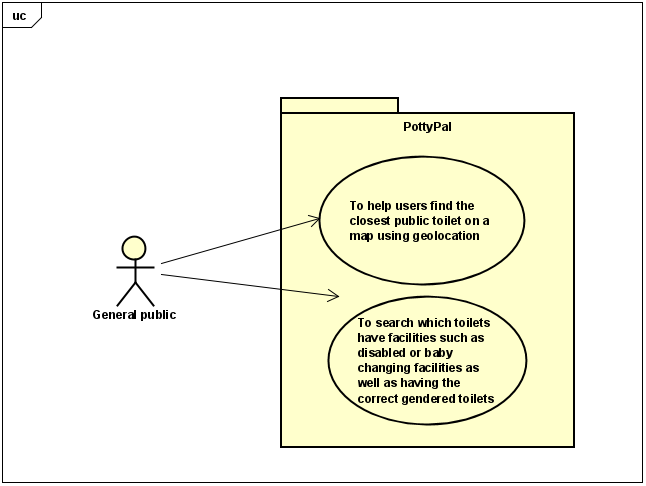 uc
PottyPal
To help users find the
closest public toilet on a
map using geolocation
General public
To search which toilets
have facilities such as
disabled or baby
changing facilities as
well as having the
correct gendered toilets